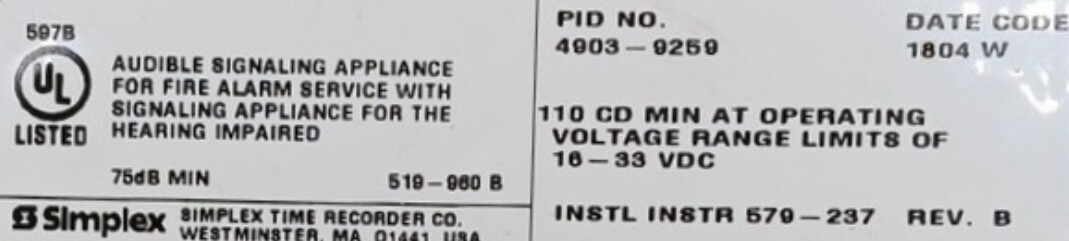 597B
UL
LISTED
AUDIBLE SIGNALING APPLIANCE
FOR FIRE ALARM SERVICE WITH
SIGNALING APPLIANCE FOR THE
HEARING IMPAIRED
75dB MIN
519-960 B
Simplex
SIMPLEX TIME RECORDER CO.
WESTMINSTER, MA 01441 USA
PID NO.
4903-9259
DATE CODE
1804 W
110 CD MIN AT OPERATING
VOLTAGE RANGE LIMITS OF
16-33 VDC
INSTL INSTR 579-237 REV. B